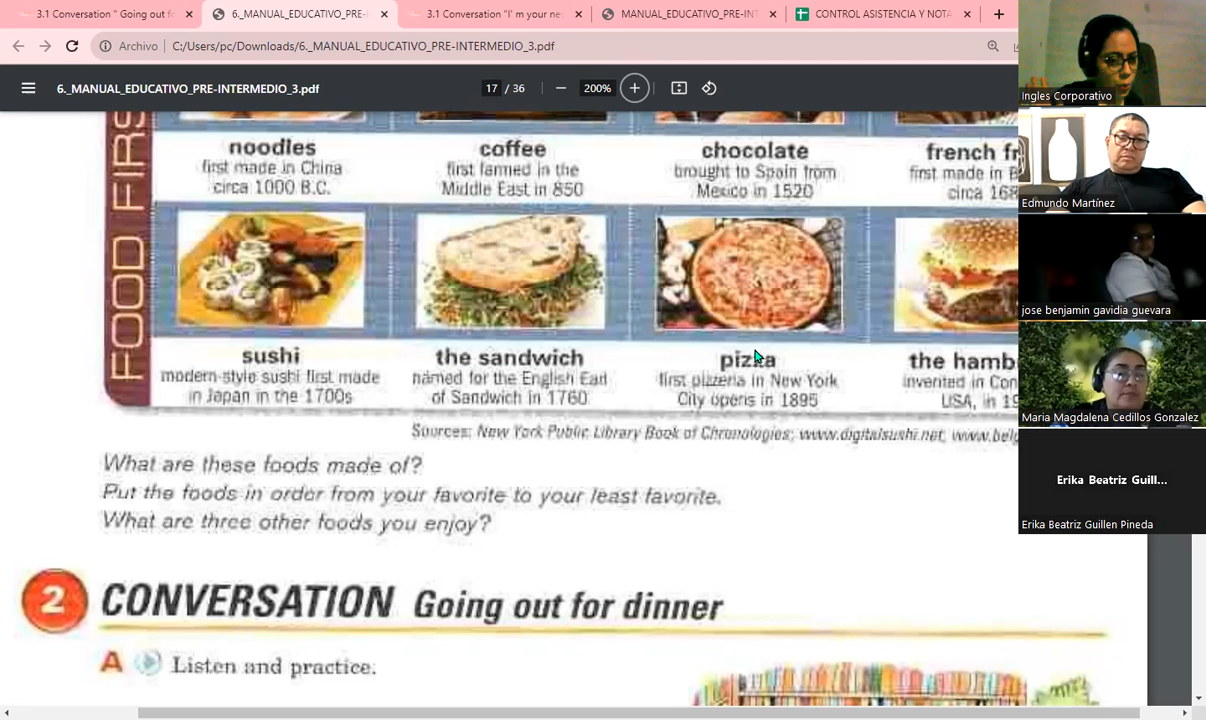 3.1 Conversation " Going out fo
6._MANUAL_EDUCATIVO_PRE-
3.1 Conversation "I' m your ne
MANUAL_EDUCATIVO_PRE-INT
CONTROL ASISTENCIA Y NOTA
Archivo
C:/Users/pc/Downloads/6._MANUAL_EDUCATIVO_PRE-INTERMEDIO_3.pdf
6._MANUAL_EDUCATIVO_PRE-INTERMEDIO_3.pdf
17 / 36
200%
FOOD FIRS
noodles
first made in China
circa 1000 B.C.
coffee
first farmed in the
Middle East in 850
chocolate
brought to Spain from
Mexico in 1520
french fr
first made in B
circa 168
sushi
modern-style sushi first made
in Japan in the 1700s
the sandwich
named for the English Earl
of Sandwich in 1760
pizza
first pizzeria in New York
City opens in 1895
the hamb
invented in Con
USA, in 19
Sources: New York Public Library Book of Chronologies; www.digitalsushi.net; www.belg
What are these foods made of?
Put the foods in order from your favorite to your least favorite.
What are three other foods you enjoy?
2 CONVERSATION Going out for dinner
A Listen and practice.
Ingles Corporativo
Edmundo Martínez
jose benjamin gavidia guevara
Maria Magdalena Cedillos Gonzalez
Erika Beatriz Guill...
Erika Beatriz Guillen Pineda